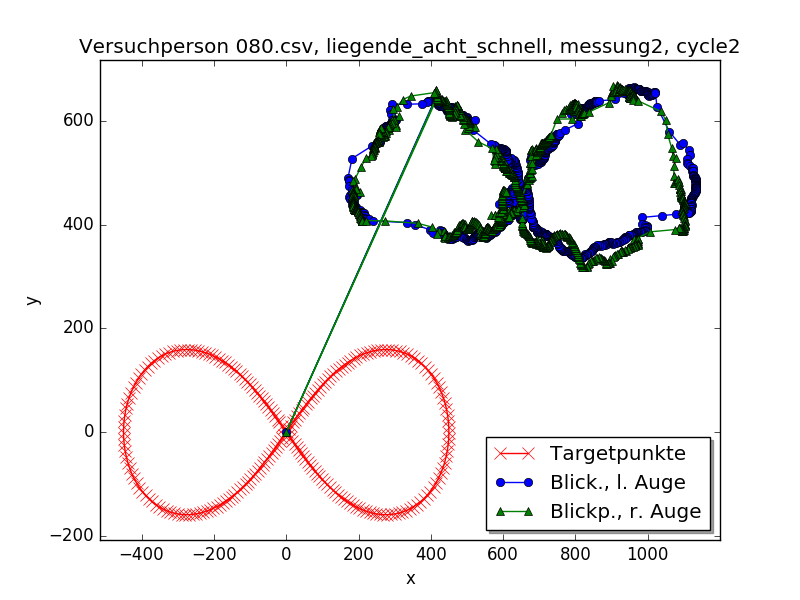 Versuchperson 080.csv, liegende_acht_schnell, messung2, cycle2
y
600
400
200
0
−200
−400
−200
0
200
400
600
800
1000
x
Targetpunkte
Blick., l. Auge
Blickp., r. Auge